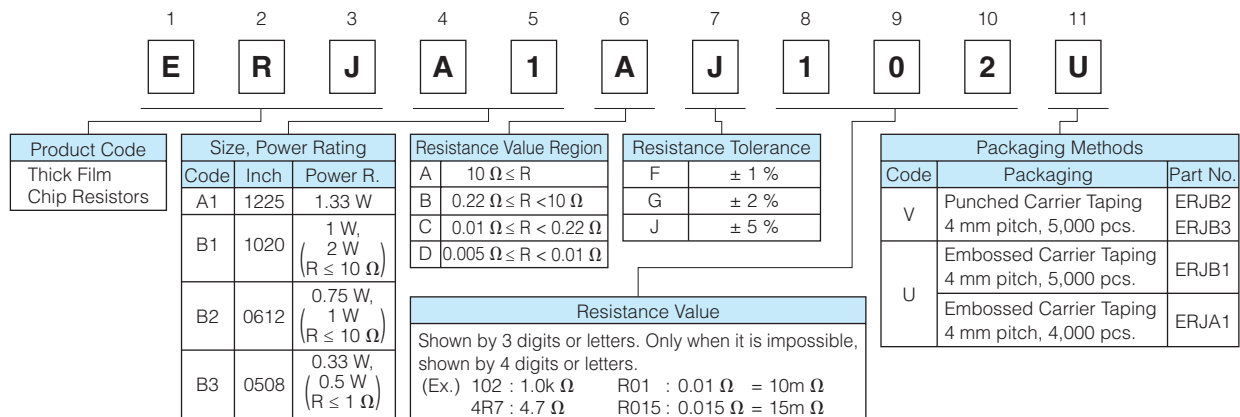 1 2 3 4 5 6 7 8 9 10 11
E R J A 1 A J 1 0 2 U
Product Code
Thick Film
Chip Resistors
Size, Power Rating
Code Inch Power R.
A1 1225 1.33 W
B1 1020 1 W,
(2 W
R ≤ 10 Ω)
B2 0612 0.75 W,
(1 W
R ≤ 10 Ω)
B3 0508 0.33 W,
(0.5 W
R ≤ 1 Ω)
Resistance Value Region
A 10 Ω ≤ R
B 0.22 Ω ≤ R <10 Ω
C 0.01 Ω ≤ R < 0.22 Ω
D 0.005 Ω ≤ R < 0.01 Ω
Resistance Tolerance
F ± 1 %
G ± 2 %
J ± 5 %
Resistance Value
Shown by 3 digits or letters. Only when it is impossible,
shown by 4 digits or letters.
(Ex.) 102 : 1.0k Ω R01 : 0.01 Ω = 10m Ω
4R7 : 4.7 Ω R015 : 0.015 Ω = 15m Ω
Packaging Methods
Code Packaging Part No.
V Punched Carrier Taping ERJB2
4 mm pitch, 5,000 pcs. ERJB3
U Embossed Carrier Taping
4 mm pitch, 5,000 pcs. ERJB1
Embossed Carrier Taping
4 mm pitch, 4,000 pcs. ERJA1